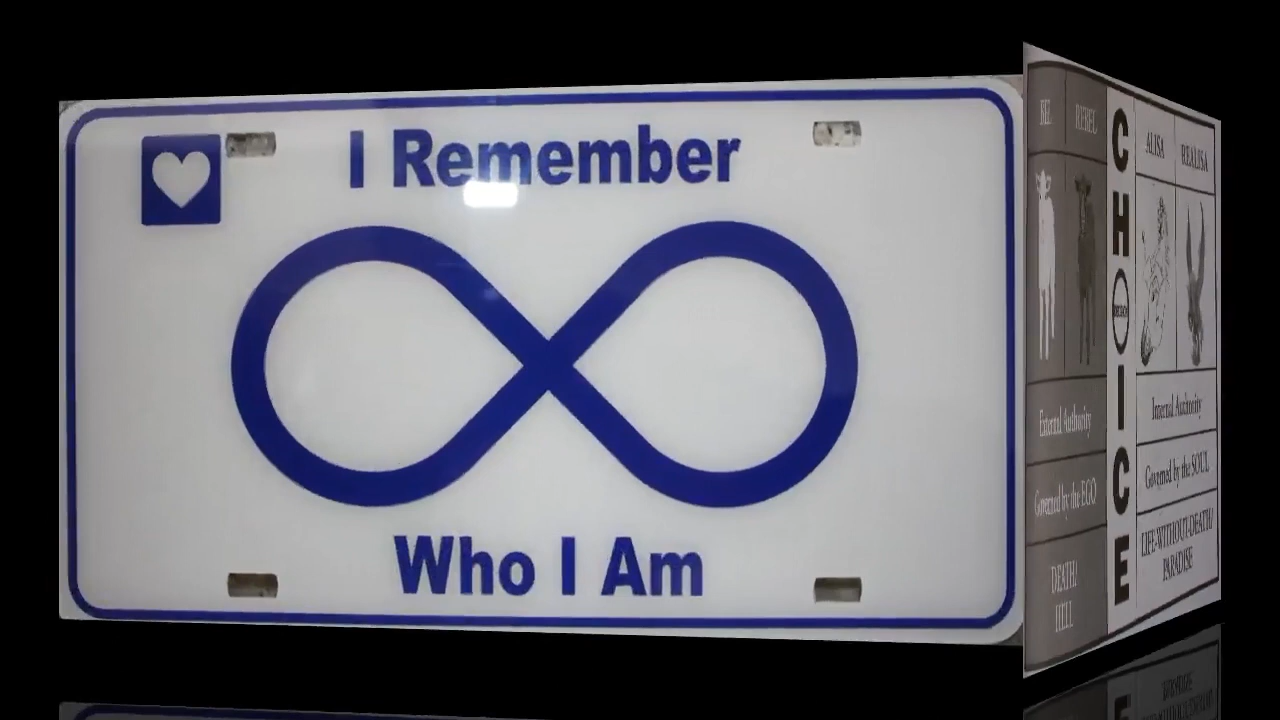 I Remember
Who I Am
REBEL
CHOICE
ALISA
REALISA
External Authority
Internal Authority
Governed by the EGO
Governed by the SOUL
DEATH/
HELL
LIFE-WITHOUT-DEATH/
PARADISE